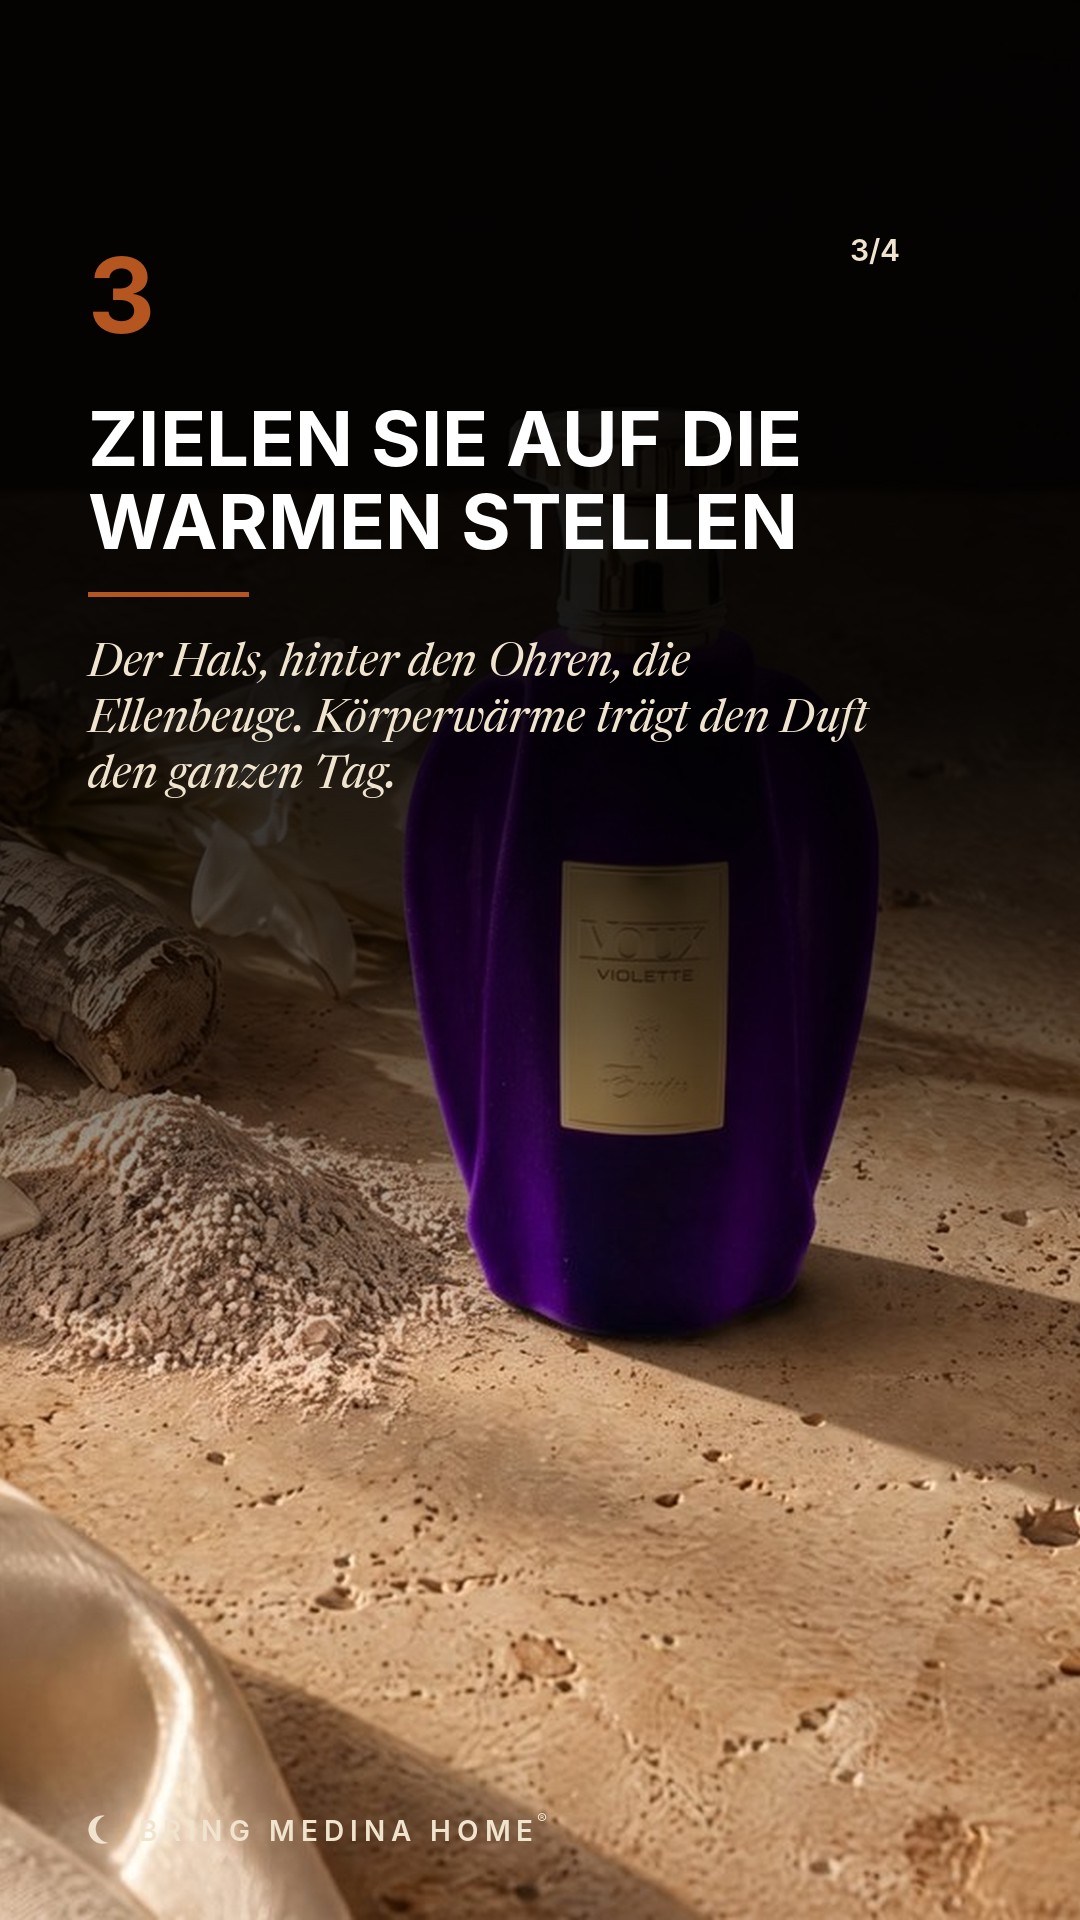 3/4
3
ZIELEN SIE AUF DIE
WARMEN STELLEN
Der Hals, hinter den Ohren, die
Ellenbeuge. Körperwärme trägt den Duft
den ganzen Tag.
VIOLETTE
BRING MEDINA HOME®